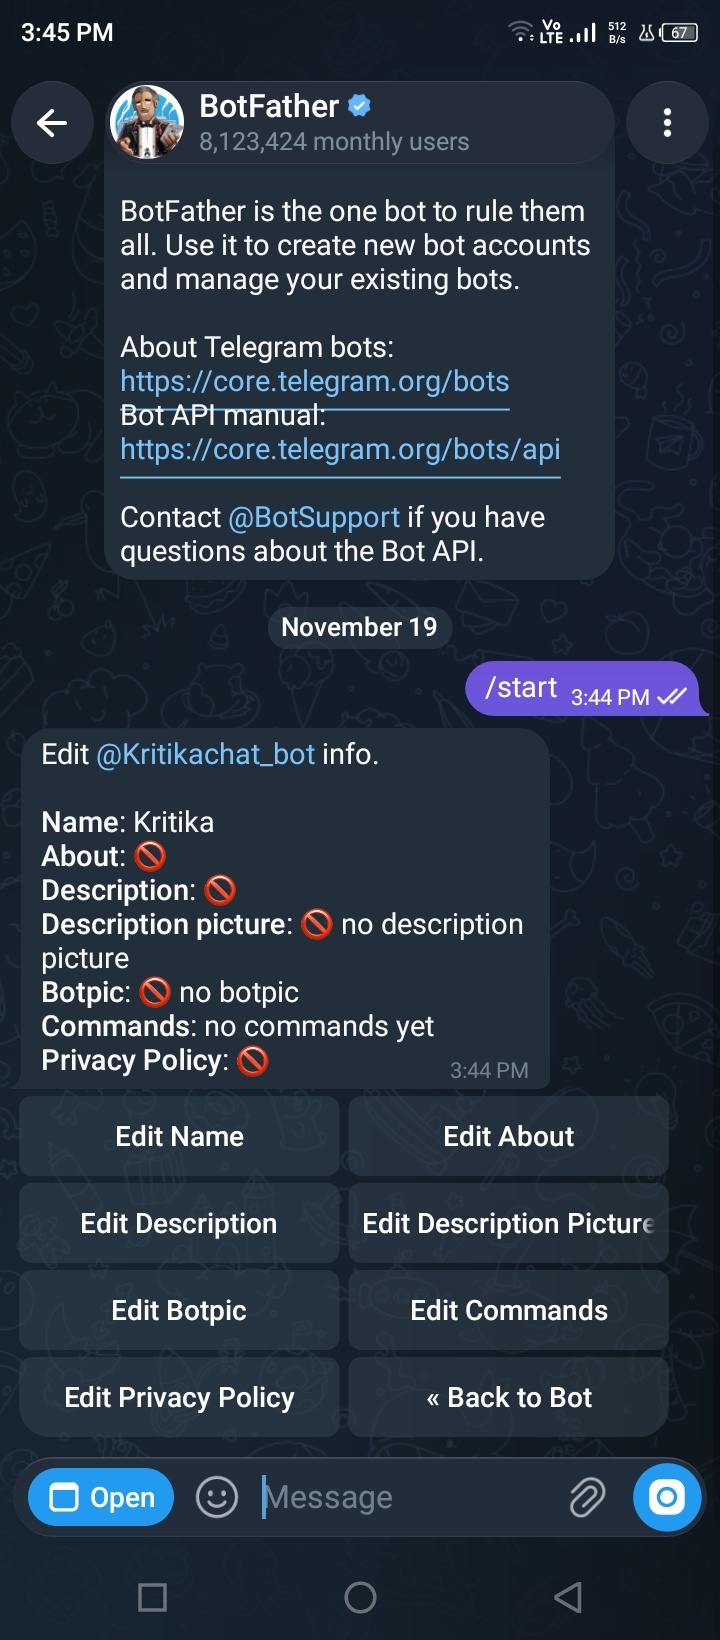 3:45 PM
Vo
LTE
512
B/s
67
BotFather
8,123,424 monthly users
BotFather is the one bot to rule them
all. Use it to create new bot accounts
and manage your existing bots.
About Telegram bots:
https://core.telegram.org/bots
Bot API manual:
https://core.telegram.org/bots/api
Contact @BotSupport if you have
questions about the Bot API.
November 19
/start 3:44 PM
Edit @Kritikachat_bot info.
Name: Kritika
About: 🚫
Description: 🚫
Description picture: 🚫 no description
picture
Botpic: 🚫 no botpic
Commands: no commands yet
Privacy Policy: 🚫
3:44 PM
Edit Name
Edit About
Edit Description
Edit Description Picture
Edit Botpic
Edit Commands
Edit Privacy Policy
« Back to Bot
Open
Message